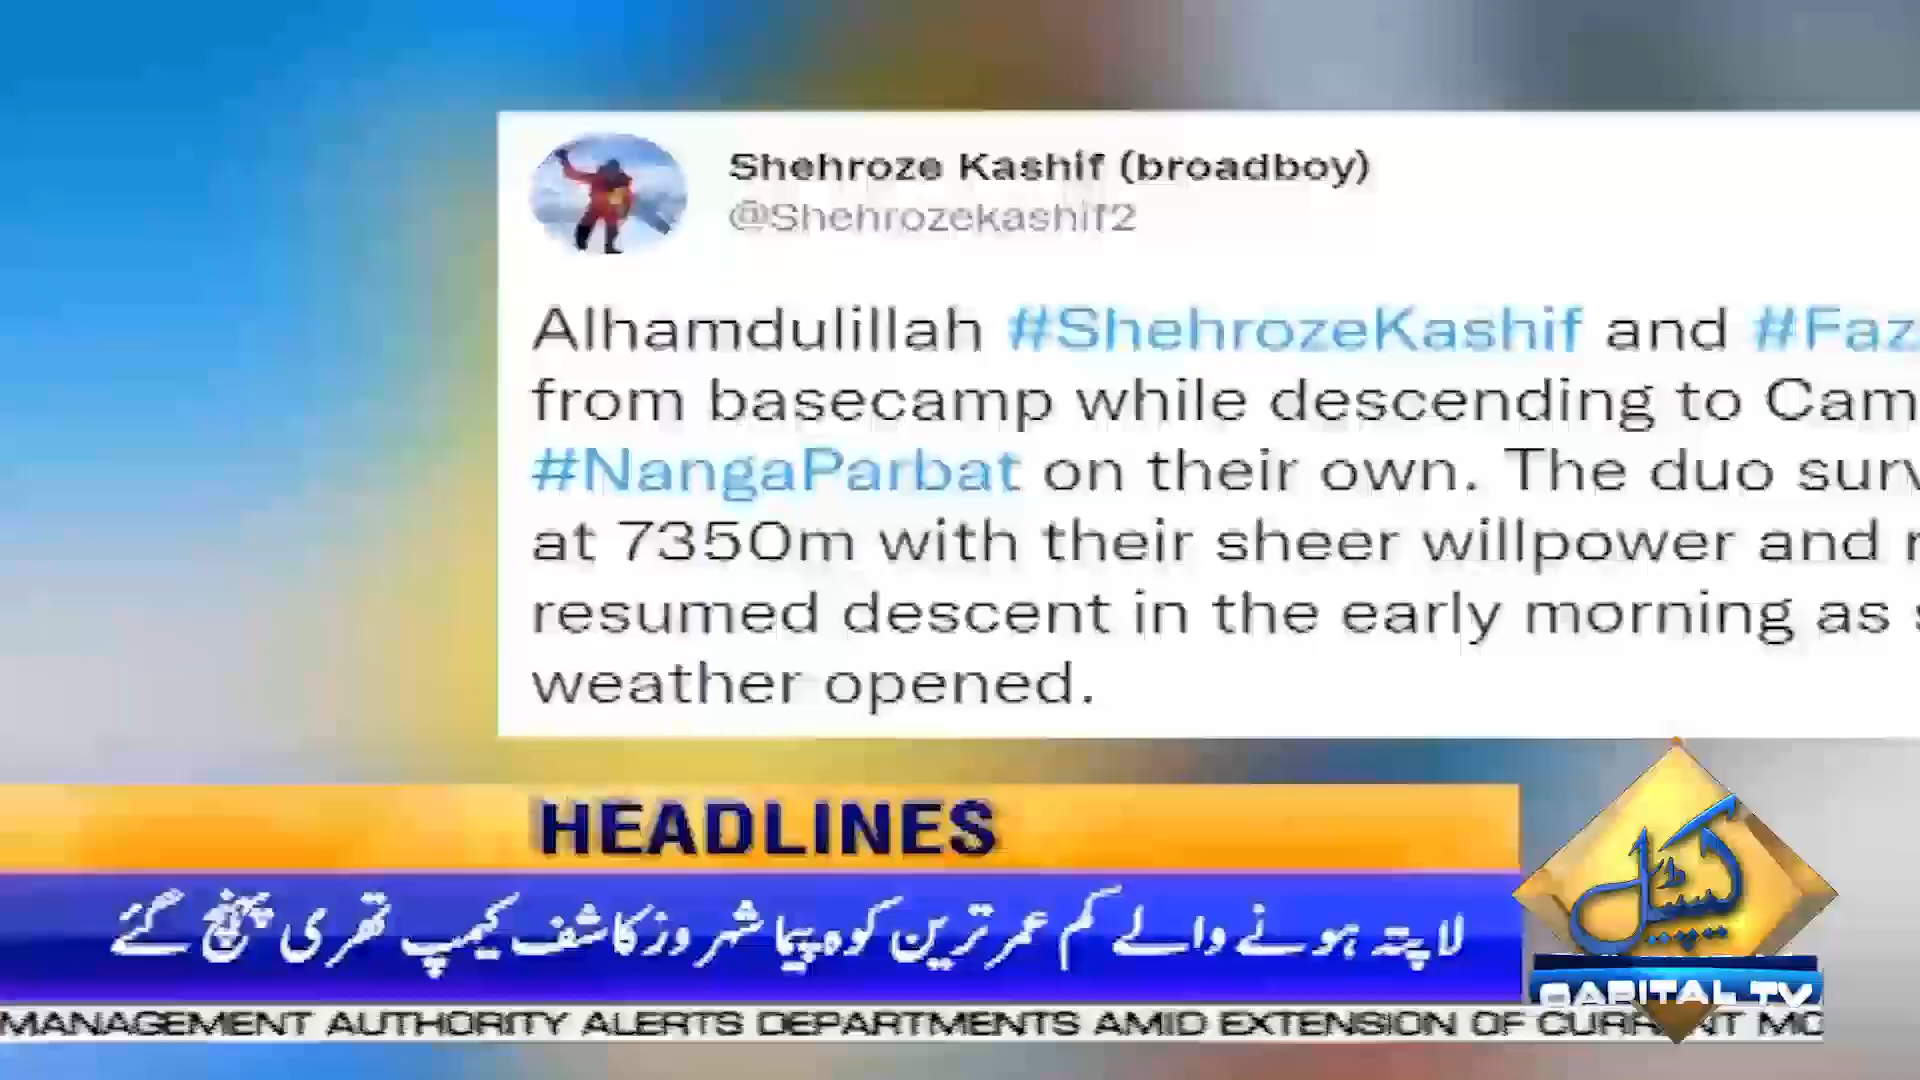 Shehroze Kashif (broadboy)
@Shehrozekashif2
Alhamdulillah #ShehrozeKashif and
from basecamp while descending to
#NangaParbat on their own. The duo
at 7350m with their sheer willpower and
resumed descent in the early morning as
weather opened.
HEADLINES
لاپتہ ہونے والے کم عمر ترین کوہ پیما شہروز کاشف کیمپ تھری پہنچ گئے
کیپیٹل
CAPITAL TV
MANAGEMENT AUTHORITY ALERTS DEPARTMENTS AMID EXTENSION OF